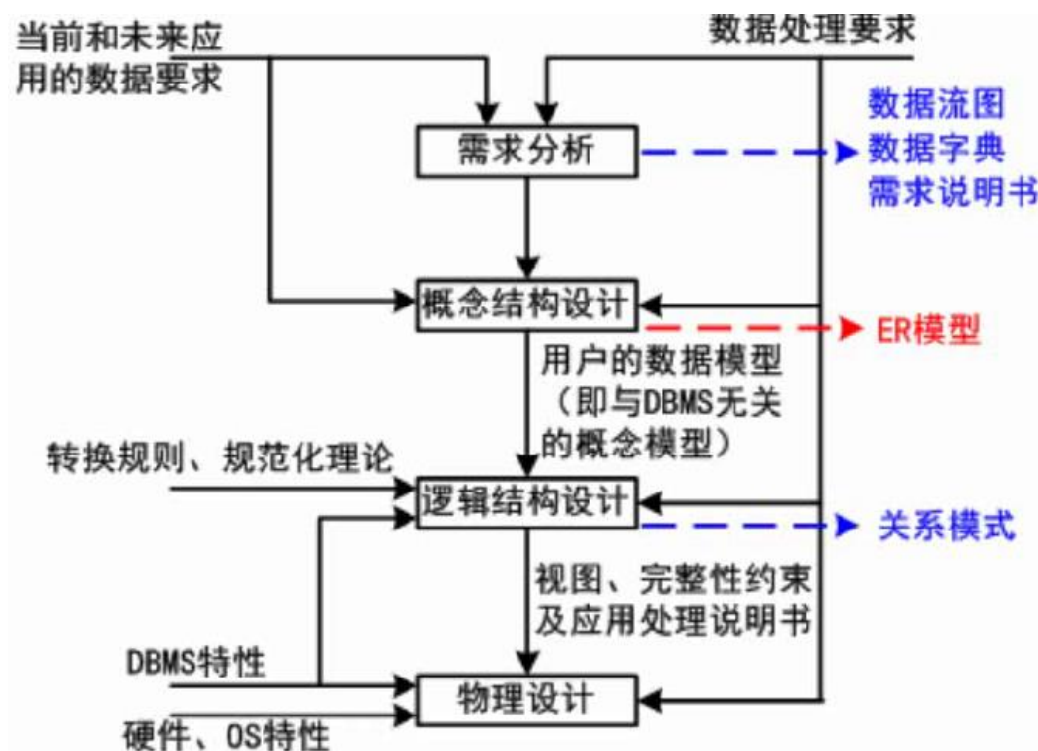 当前和未来应
用的数据要求
数据处理要求
需求分析
数据流图
数据字典
需求说明书
概念结构设计
ER模型
用户的数据模型
（即与DBMS无关
的概念模型）
转换规则、规范化理论
逻辑结构设计
关系模式
视图、完整性约束
及应用处理说明书
DBMS特性
物理设计
硬件、OS特性